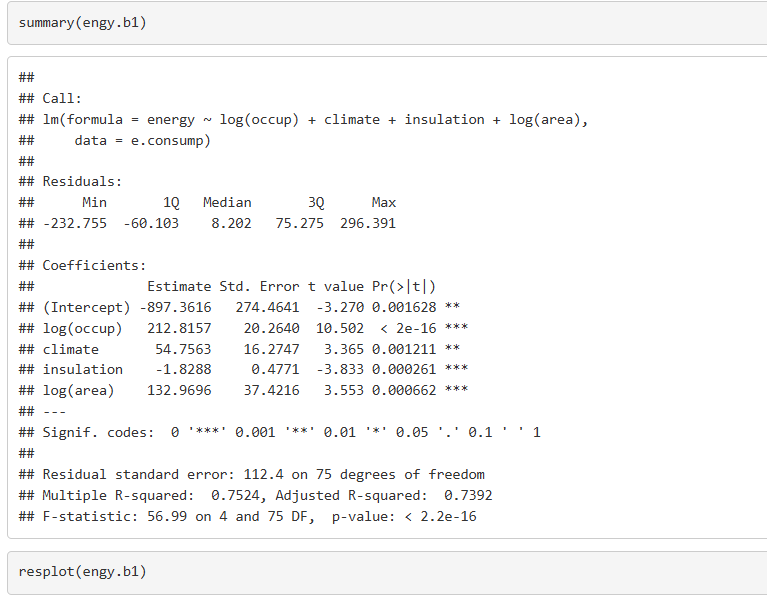 summary(engy.b1)
##
## Call:
## lm(formula = energy ~ log(occup) + climate + insulation + log(area),
##     data = e.consump)
##
## Residuals:
##      Min       1Q   Median       3Q      Max
## -232.755  -60.103    8.202   75.275  296.391
##
## Coefficients:
##             Estimate Std. Error t value Pr(>|t|)
## (Intercept) -897.3616   274.4641  -3.270 0.001628 **
## log(occup)   212.8157    20.2640  10.502  < 2e-16 ***
## climate       54.7563    16.2747   3.365 0.001211 **
## insulation    -1.8288     0.4771  -3.833 0.000261 ***
## log(area)    132.9696    37.4216   3.553 0.000662 ***
## ---
## Signif. codes:  0 '***' 0.001 '**' 0.01 '*' 0.05 '.' 0.1 ' ' 1
##
## Residual standard error: 112.4 on 75 degrees of freedom
## Multiple R-squared:  0.7524, Adjusted R-squared:  0.7392
## F-statistic: 56.99 on 4 and 75 DF,  p-value: < 2.2e-16
resplot(engy.b1)